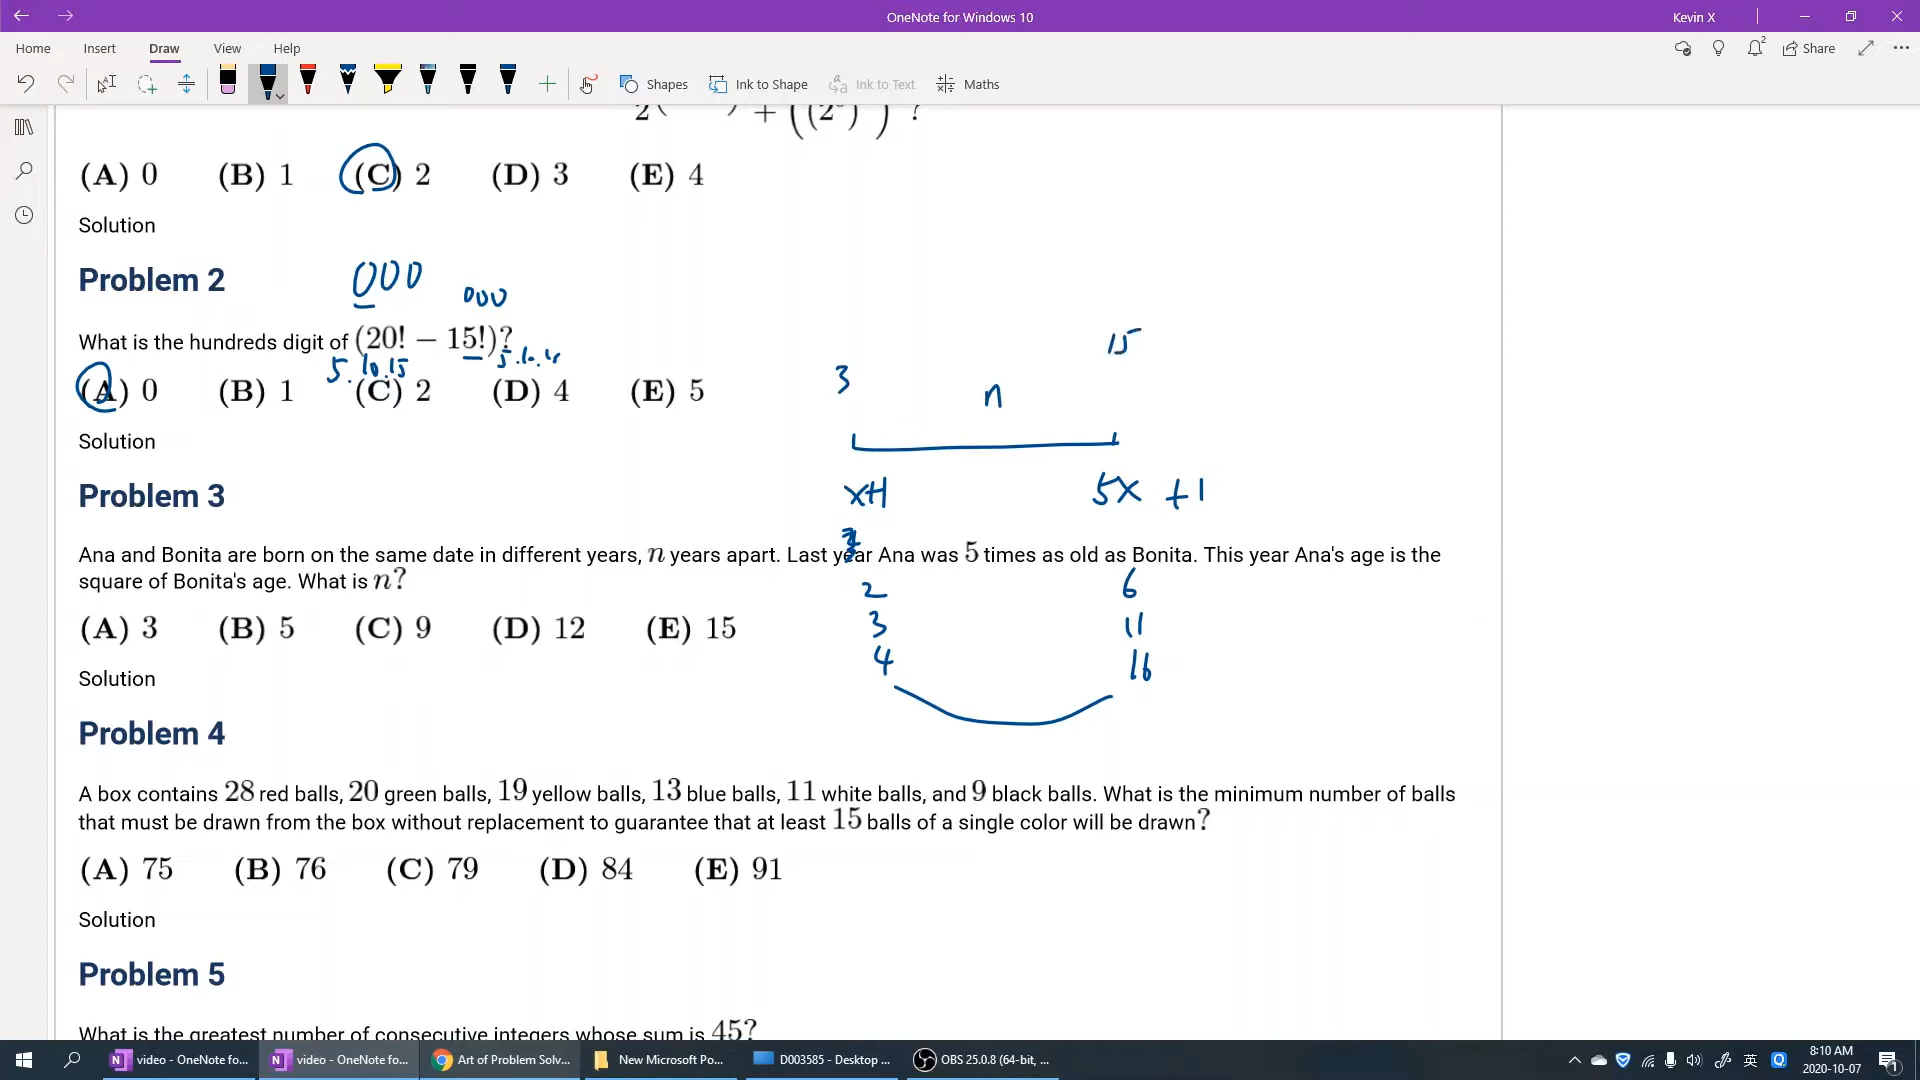 OneNote for Windows 10
Kevin X
Home Insert Draw View Help
2
Share
Shapes
Ink to Shape
Ink to Text
Maths
2( ) + ((2 ) ) ?
(A) 0 (B) 1 (C) 2 (D) 3 (E) 4
Solution
Problem 2
000
000
What is the hundreds digit of (20! − 15!)?
5.10.15
(A) 0 (B) 1 (C) 2 (D) 4 (E) 5
Solution
3
n
15
x+1
5x +1
Problem 3
Ana and Bonita are born on the same date in different years, n years apart. Last year Ana was 5 times as old as Bonita. This year Ana's age is the
square of Bonita's age. What is n?
2 6
3 11
4 16
(A) 3 (B) 5 (C) 9 (D) 12 (E) 15
Solution
Problem 4
A box contains 28 red balls, 20 green balls, 19 yellow balls, 13 blue balls, 11 white balls, and 9 black balls. What is the minimum number of balls
that must be drawn from the box without replacement to guarantee that at least 15 balls of a single color will be drawn?
(A) 75 (B) 76 (C) 79 (D) 84 (E) 91
Solution
Problem 5
What is the greatest number of consecutive integers whose sum is 45?
video - OneNote fo...
video - OneNote fo...
Art of Problem Solv...
New Microsoft Po...
D003585 - Desktop ...
OBS 25.0.8 (64-bit, ...
英
8:10 AM
2020-10-07
1